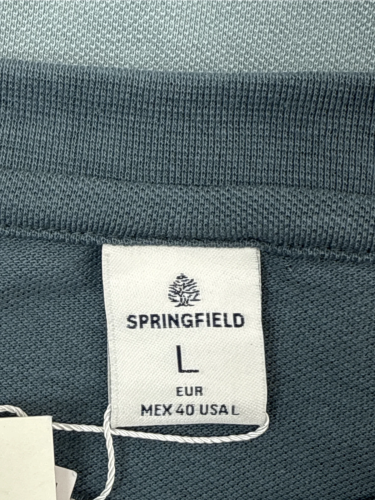 SPRINGFIELD
L
EUR
MEX 40 USA L